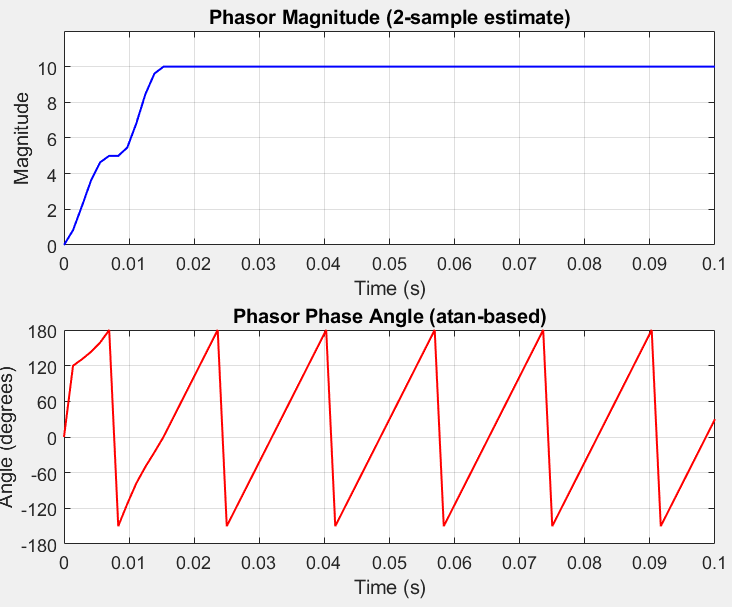 Phasor Magnitude (2-sample estimate)
10
8
6
4
2
0
Magnitude
0 0.01 0.02 0.03 0.04 0.05 0.06 0.07 0.08 0.09 0.1
Time (s)
Phasor Phase Angle (atan-based)
180
120
60
0
-60
-120
-180
Angle (degrees)
0 0.01 0.02 0.03 0.04 0.05 0.06 0.07 0.08 0.09 0.1
Time (s)